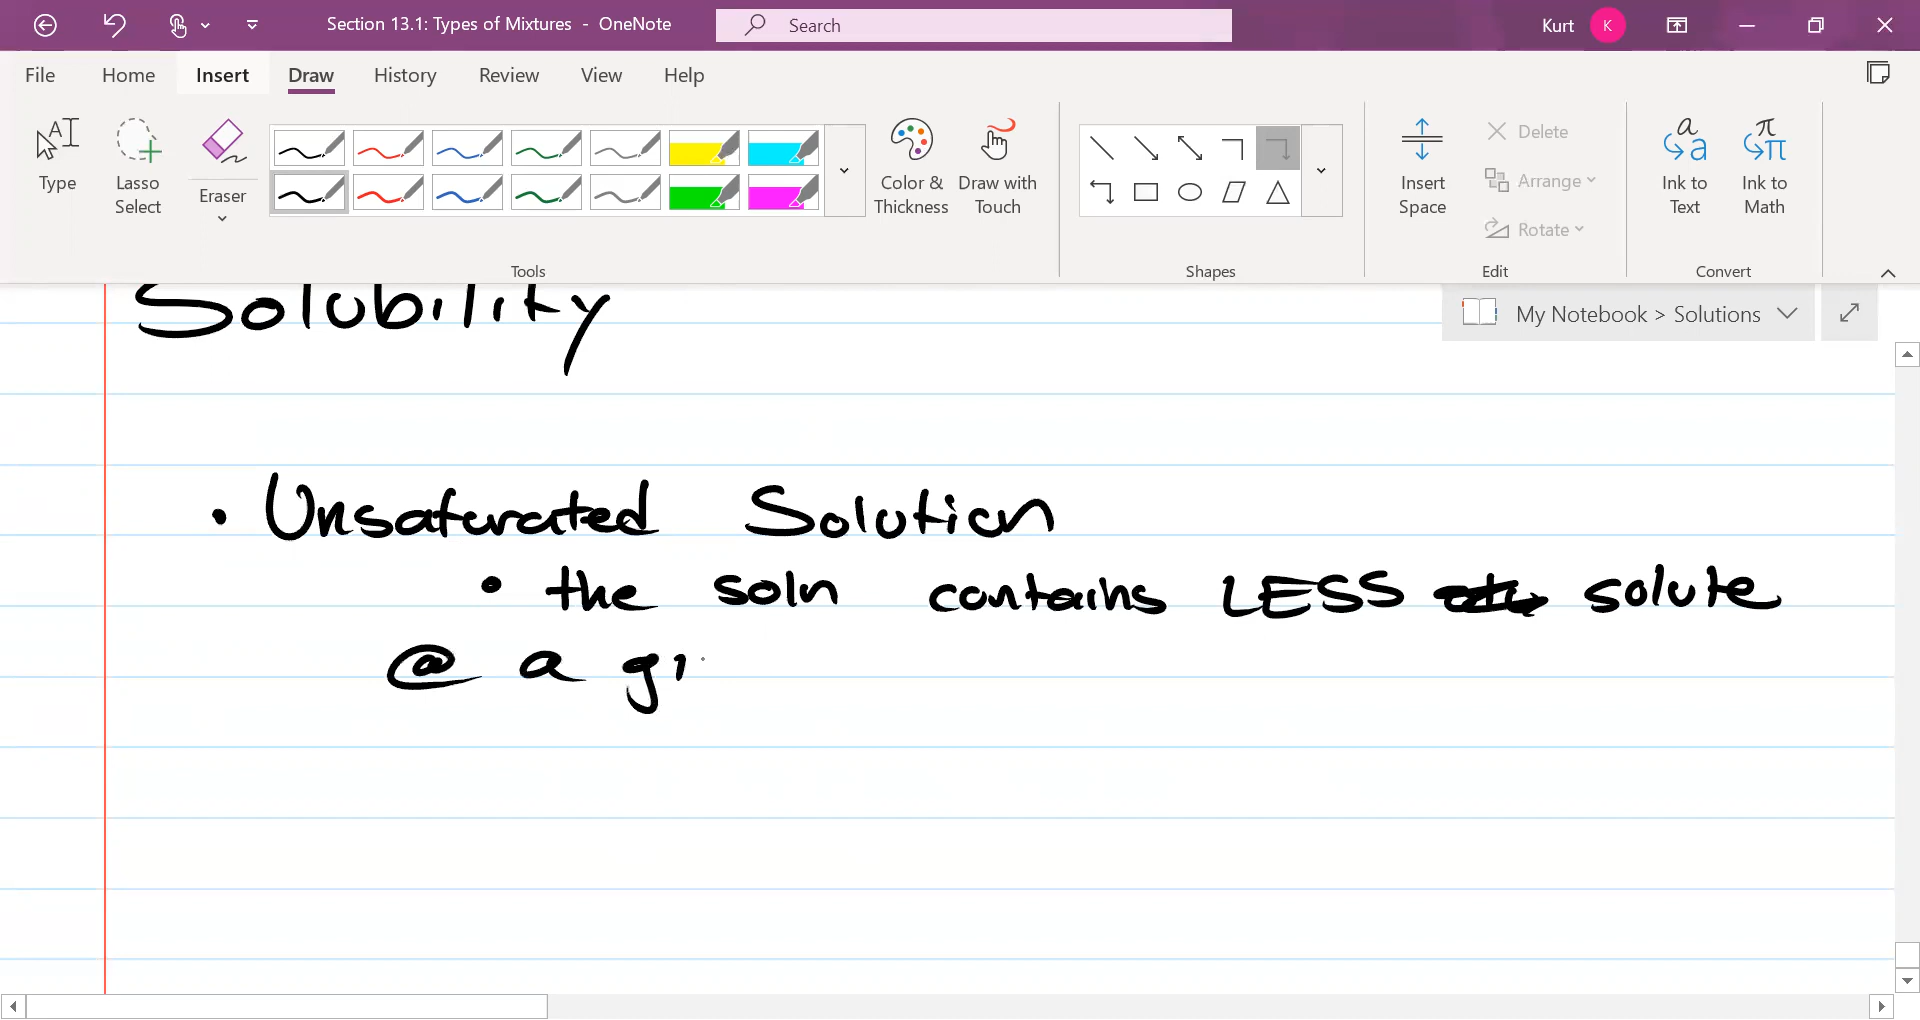 Section 13.1: Types of Mixtures - OneNote
Search
Kurt K
File Home Insert Draw History Review View Help
Type
Lasso Select
Eraser
Color & Thickness
Draw with Touch
Insert Space
Delete
Arrange
Rotate
Ink to Text
Ink to Math
Tools
Shapes
Edit
Convert
My Notebook > Solutions
Solubility
• Unsaturated Solution
• the soln contains LESS solute
@ a gi